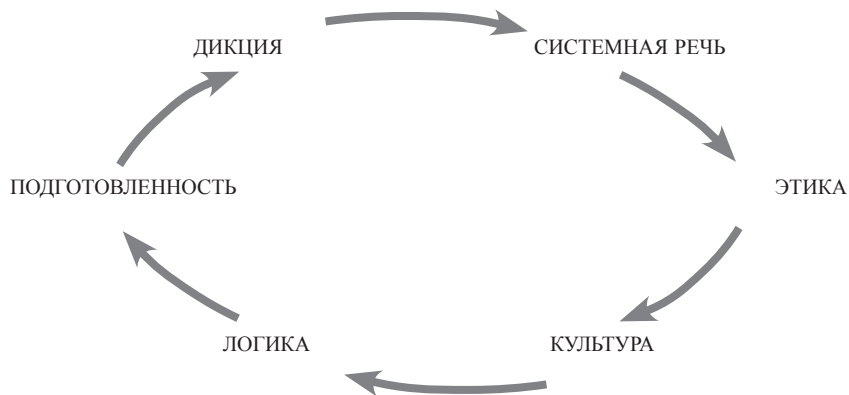 ДИКЦИЯ
СИСТЕМНАЯ РЕЧЬ
ПОДГОТОВЛЕННОСТЬ
ЭТИКА
ЛОГИКА
КУЛЬТУРА